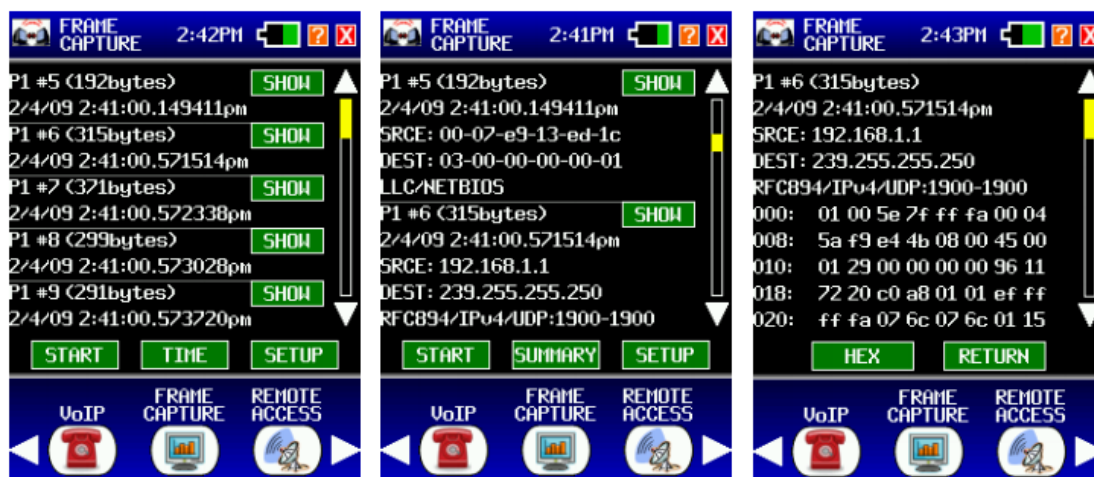 FRAME
CAPTURE
2:42PM
? X
P1 #5 (192bytes) SHOW
2/4/09 2:41:00.149411pm
P1 #6 (315bytes) SHOW
2/4/09 2:41:00.571514pm
P1 #7 (371bytes) SHOW
2/4/09 2:41:00.572338pm
P1 #8 (299bytes) SHOW
2/4/09 2:41:00.573028pm
P1 #9 (291bytes) SHOW
2/4/09 2:41:00.573720pm
START TIME SETUP
VoIP
FRAME
CAPTURE
REMOTE
ACCESS
FRAME
CAPTURE
2:41PM
? X
P1 #5 (192bytes) SHOW
2/4/09 2:41:00.149411pm
SRCE: 00-07-e9-13-ed-1c
DEST: 03-00-00-00-00-01
LLC/NETBIOS
P1 #6 (315bytes) SHOW
2/4/09 2:41:00.571514pm
SRCE: 192.168.1.1
DEST: 239.255.255.250
RFC894/IPv4/UDP:1900-1900
START SUMMARY SETUP
VoIP
FRAME
CAPTURE
REMOTE
ACCESS
FRAME
CAPTURE
2:43PM
? X
P1 #6 (315bytes)
2/4/09 2:41:00.571514pm
SRCE: 192.168.1.1
DEST: 239.255.255.250
RFC894/IPv4/UDP:1900-1900
000: 01 00 5e 7f ff fa 00 04
008: 5a f9 e4 4b 08 00 45 00
010: 01 29 00 00 00 00 96 11
018: 72 20 c0 a8 01 01 ef ff
020: ff fa 07 6c 07 6c 01 15
HEX RETURN
VoIP
FRAME
CAPTURE
REMOTE
ACCESS